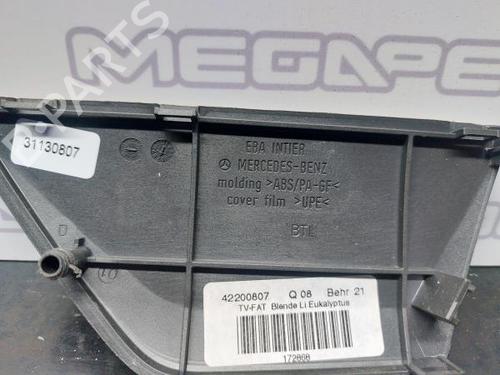 MEGAPE
B-PARTS
31130807
EBA INTIER
MERCEDES-BENZ
molding >ABS/PA-GF<
cover film >UPE<
BTL
D
42200807 Q 08 Behr 21
TV-FAT Blende Li Eukalyptus
172868